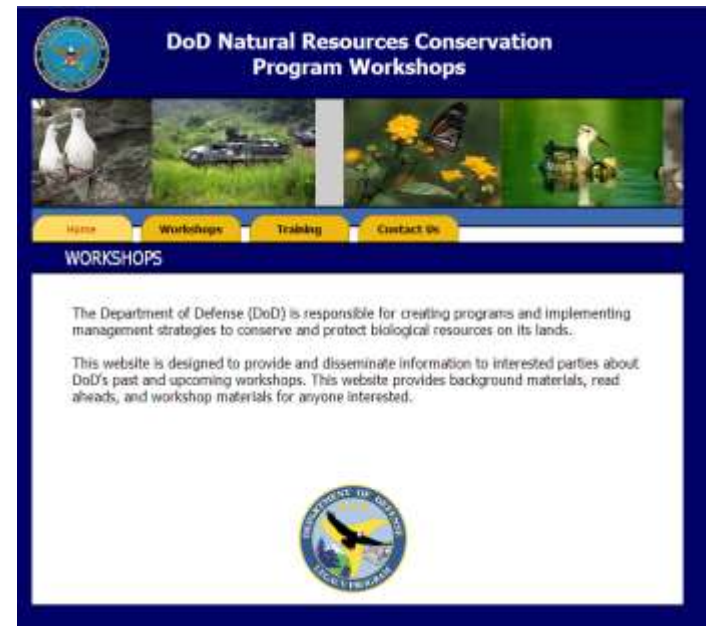 DoD Natural Resources Conservation
Program Workshops
Home Workshops Training Contact Us
WORKSHOPS
The Department of Defense (DoD) is responsible for creating programs and implementing
management strategies to conserve and protect biological resources on its lands.
This website is designed to provide and disseminate information to interested parties about
DoD's past and upcoming workshops. This website provides background materials, read
aheads, and workshop materials for anyone interested.
DEPARTMENT OF DEFENSE
LEGACY PROGRAM